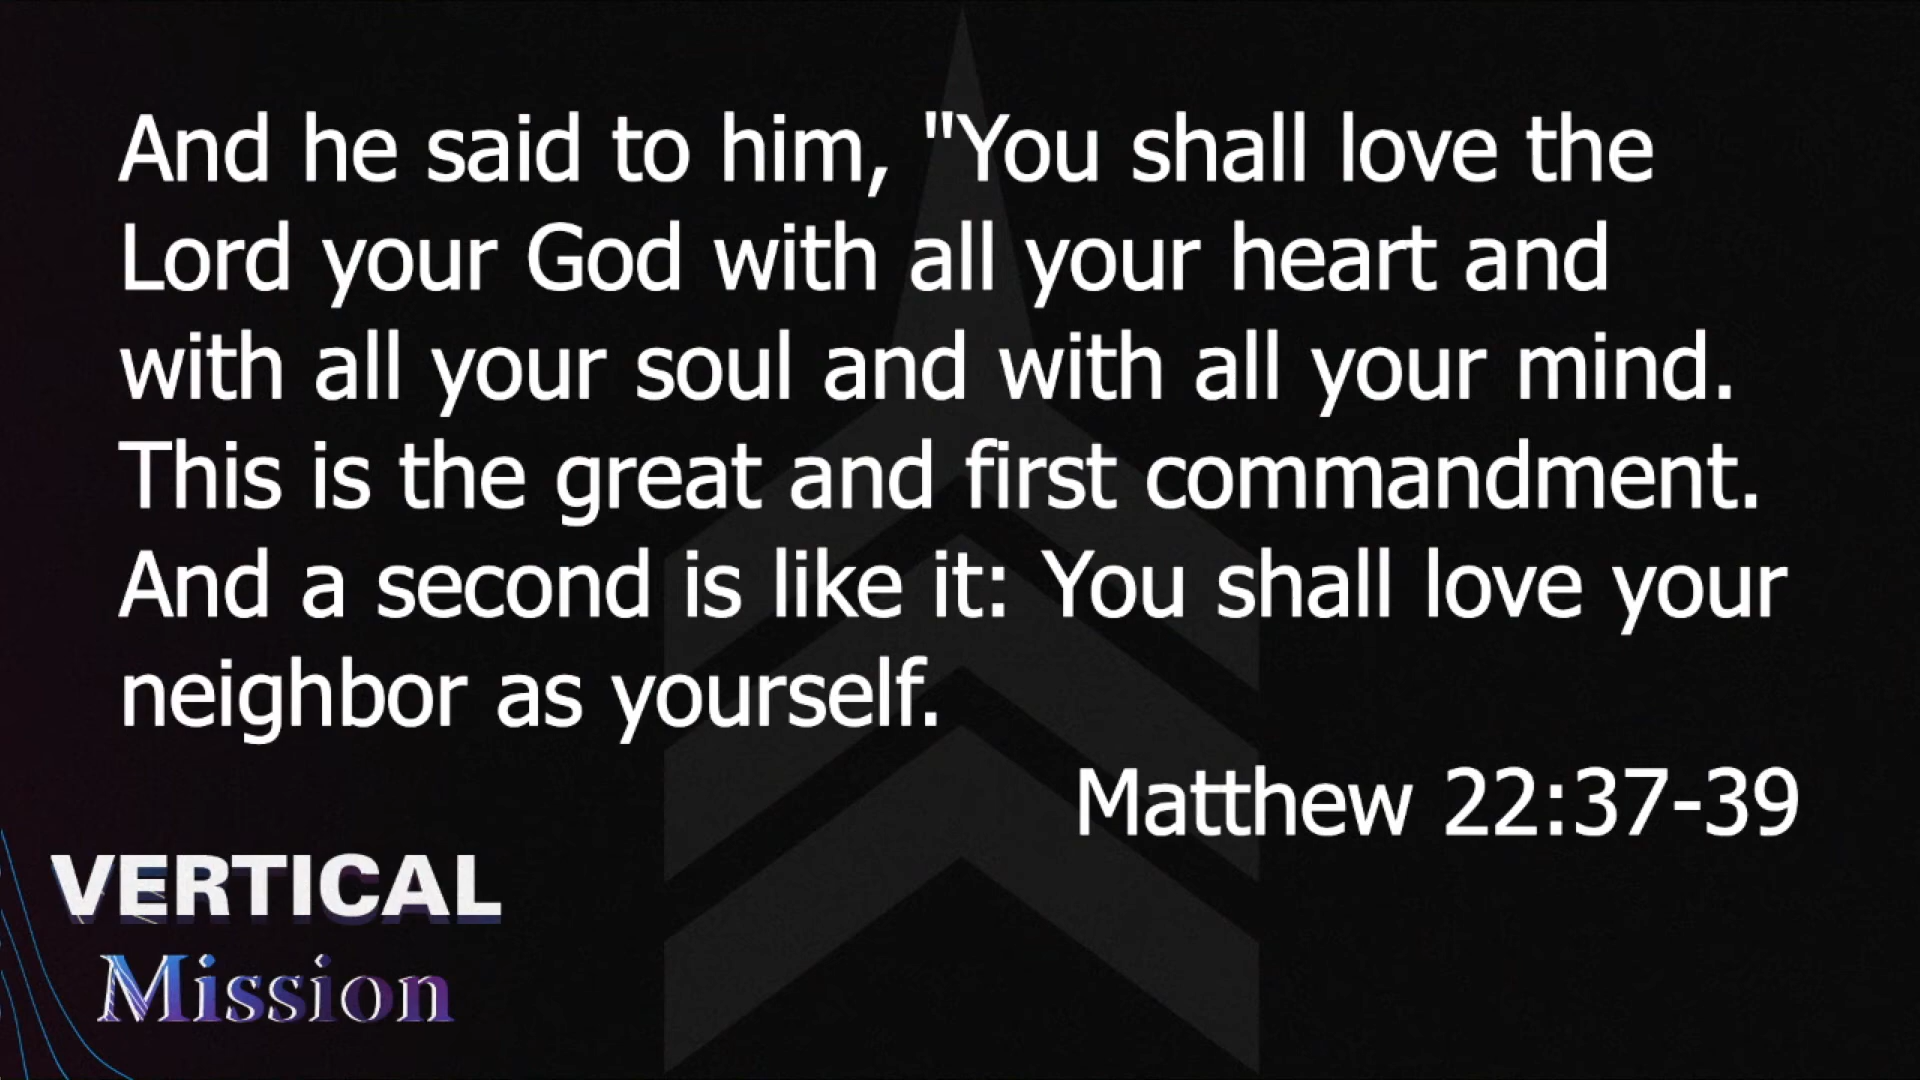 And he said to him, "You shall love the
Lord your God with all your heart and
with all your soul and with all your mind.
This is the great and first commandment.
And a second is like it: You shall love your
neighbor as yourself.
Matthew 22:37-39
VERTICAL
Mission